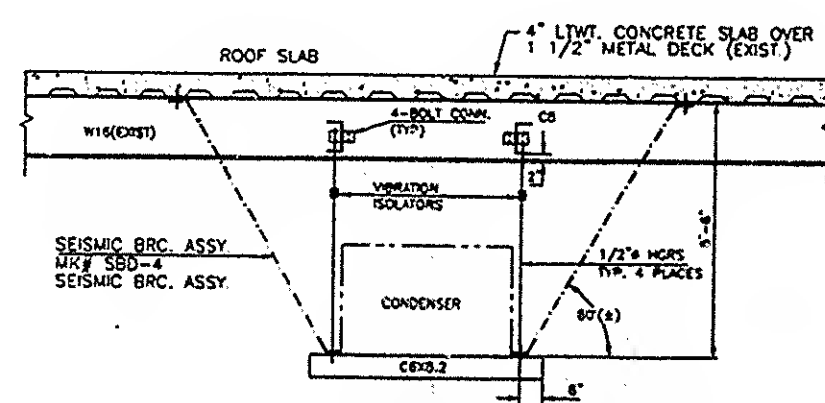 4" LTWT. CONCRETE SLAB OVER
1 1/2" METAL DECK (EXIST.)
ROOF SLAB
W16(EXIST)
4-BOLT CONN.
(TYP)
C6
2"
VIBRATION
ISOLATORS
SEISMIC BRC. ASSY.
MK# SBD-4
SEISMIC BRC. ASSY.
1/2"ø HGRS
TYP. 4 PLACES
CONDENSER
60°(±)
C6X8.2
6"